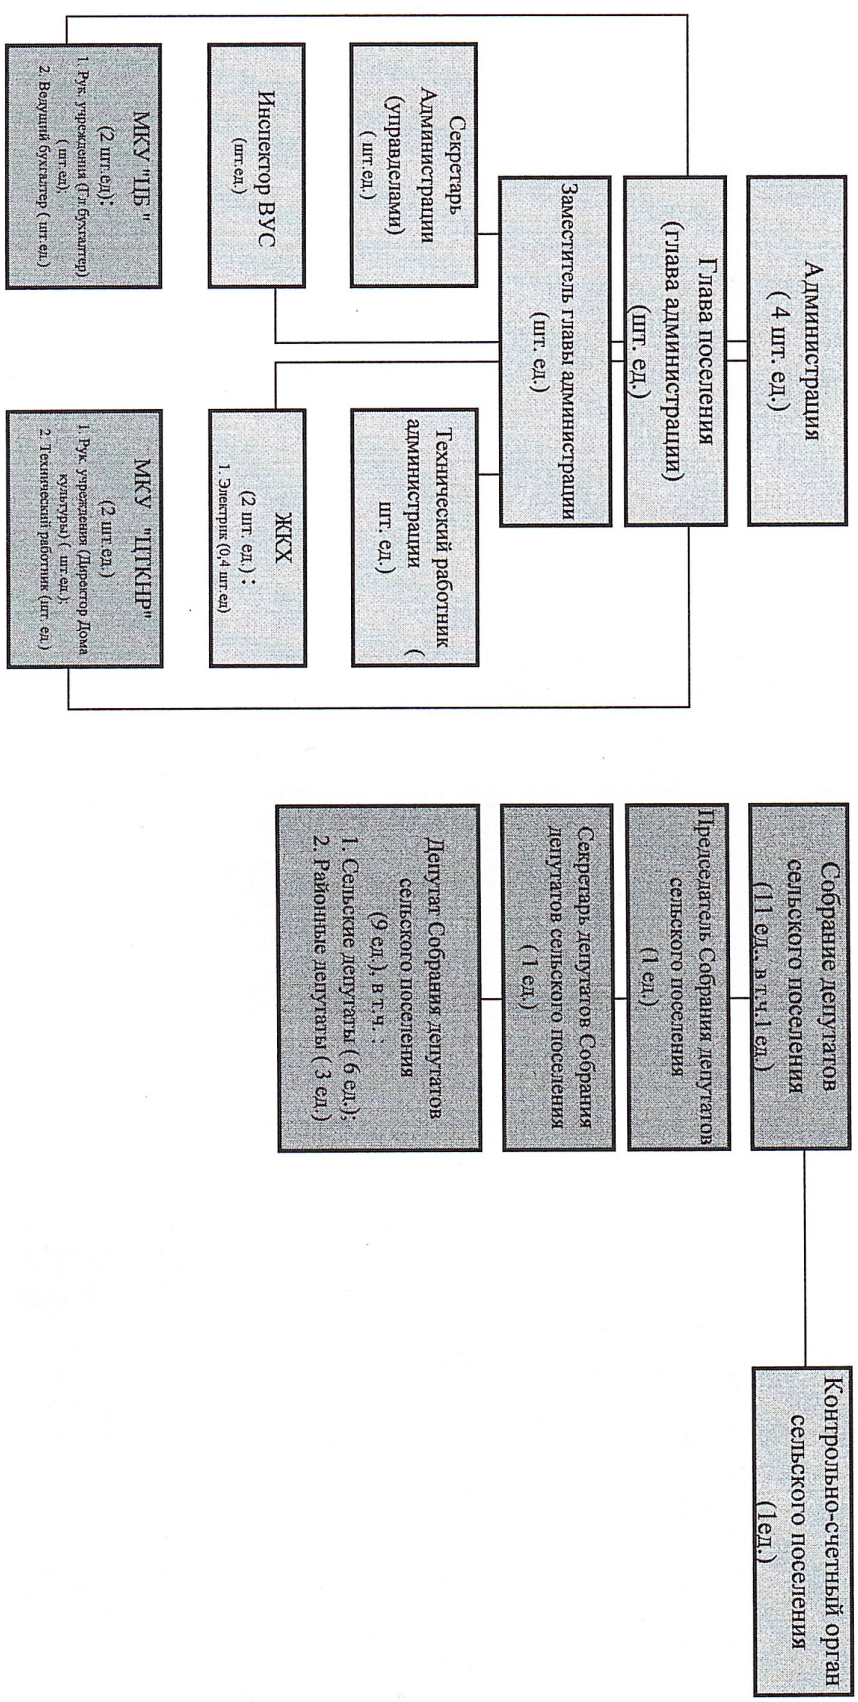 Администрация
( 4 шт. ед.)
Глава поселения
(глава администрации)
(шт. ед.)
Заместитель главы администрации
(шт. ед.)
Секретарь
Администрации
(управделами)
( шт.ед.)
Технический работник
администрации (
шт. ед.)
Инспектор ВУС
(шт.ед.)
ЖКХ
(2 шт. ед.) :
1. Электрик (0,4 шт.ед)
МКУ "ЦБ "
(2 шт.ед):
1. Рук. учреждения (Гл бухгалтер)
( шт.ед),
2. Ведущий бухгалтер ( шт.ед.)
МКУ "ЦТКНР"
(2 шт.ед.)
1. Рук. учреждения (Директор Дома
культуры) ( шт.ед.);
2. Технический работник (шт. ед.)
Собрание депутатов
сельского поселения
(11 ед., в т.ч.1 ед.)
Председатель Собрания депутатов
сельского поселения
(1 ед.)
Секретарь депутатов Собрания
депутатов сельского поселения
( 1 ед.)
Депутат Собрания депутатов
сельского поселения
(9 ед.), в т.ч. :
1. Сельские депутаты ( 6 ед.);
2. Районные депутаты ( 3 ед.)
Контрольно-счетный орган
сельского поселения
(1ед.)